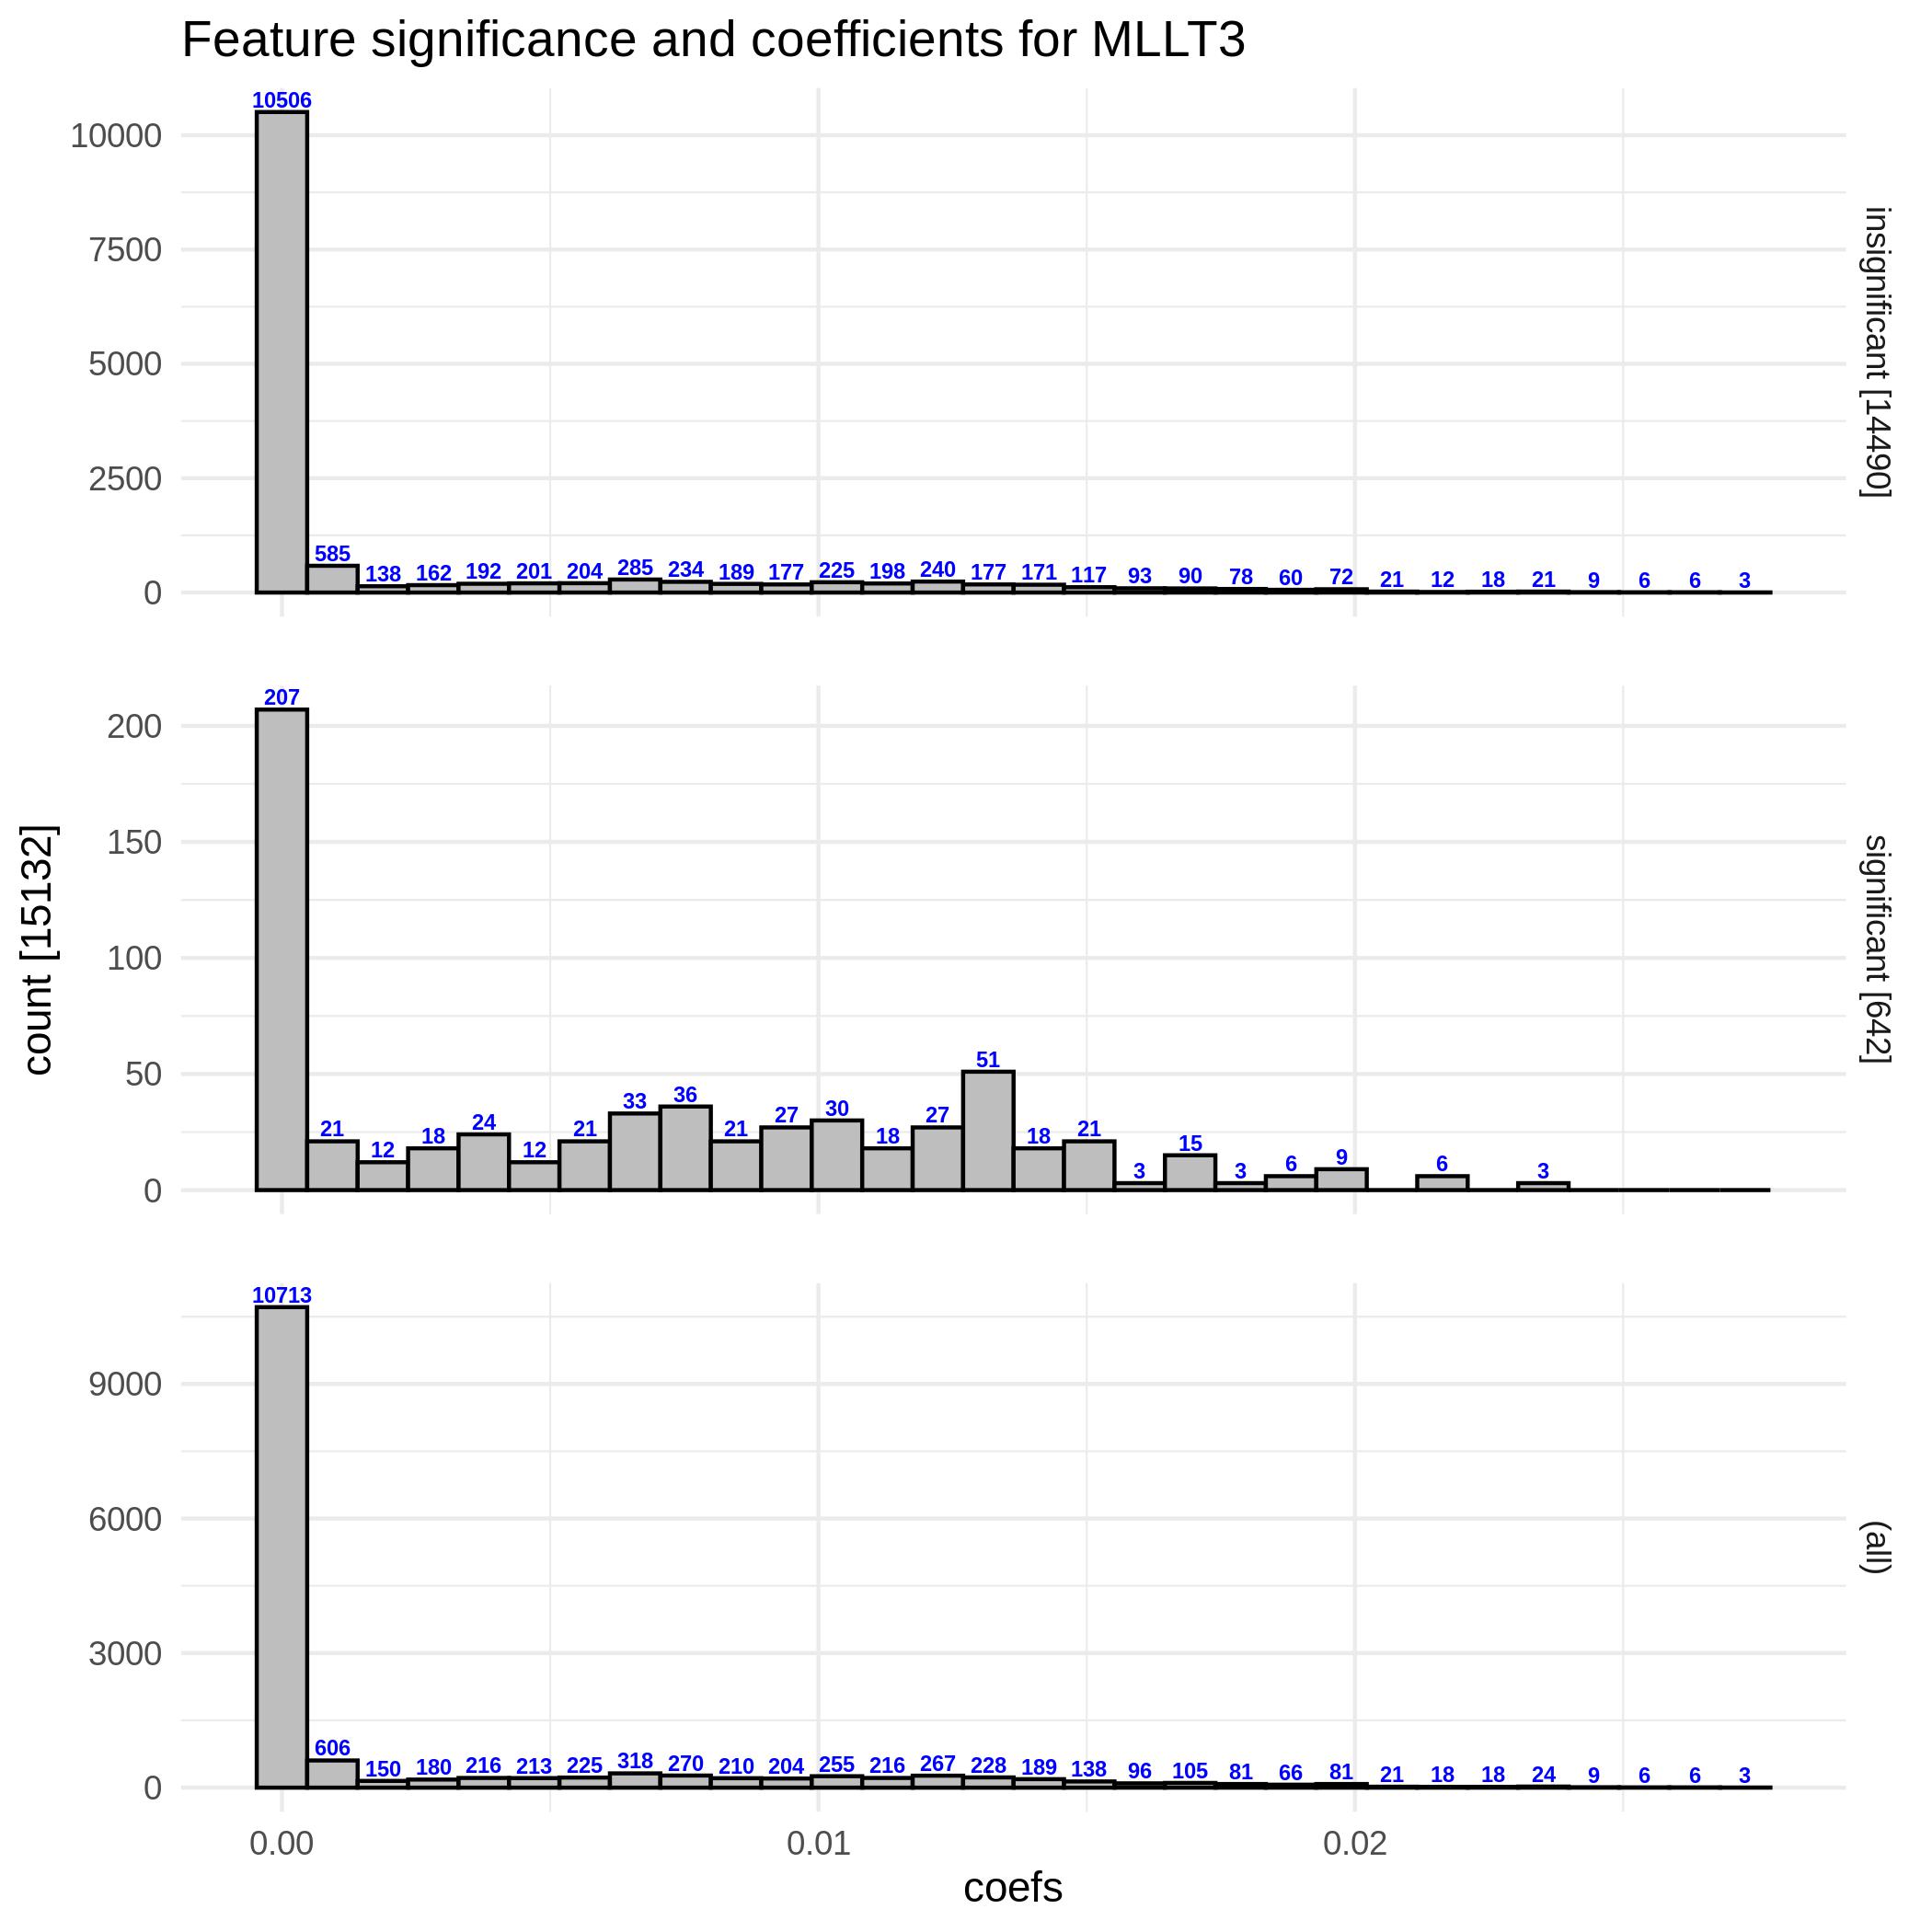 Feature significance and coefficients for MLLT3
10506
10000
7500
5000
2500
0
585 138 162 192 201 204 285 234 189 177 225 198 240 177 171 117 93 90 78 60 72 21 12 18 21 9 6 6 3
insignificant [14490]
207
200
150
100
50
0
21 12 18 24 12 21 33 36 21 27 30 18 27 51 18 21 3 15 3 6 9 6 3
significant [642]
count [15132]
10713
9000
6000
3000
0
606 150 180 216 213 225 318 270 210 204 255 216 267 228 189 138 96 105 81 66 81 21 18 18 24 9 6 6 3
(all)
0.00 0.01 0.02
coefs